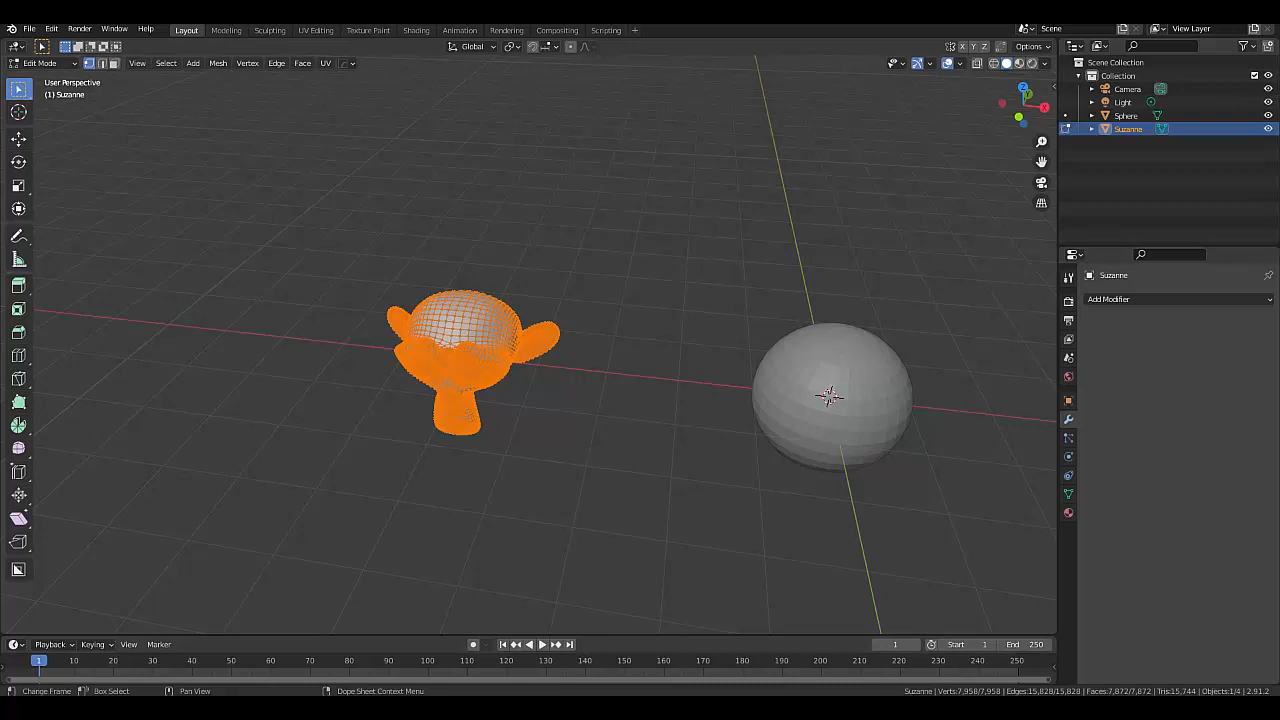 File Edit Render Window Help Layout Modeling Sculpting UV Editing Texture Paint Shading Animation Rendering Compositing Scripting + Scene View Layer
Global X Y Z Options
Edit Mode View Select Add Mesh Vertex Edge Face UV
User Perspective
(1) Suzanne
Z
Y
X
Scene Collection
Collection
Camera
Light
Sphere
Suzanne
Suzanne
Add Modifier
Playback Keying View Marker 1 Start 1 End 250
1 10 20 30 40 50 60 70 80 90 100 110 120 130 140 150 160 170 180 190 200 210 220 230 240 250
Change Frame Box Select Pan View Dope Sheet Context Menu Suzanne | Verts:7,958/7,958 | Edges:15,828/15,828 | Faces:7,872/7,872 | Tris:15,744 | Objects:1/4 | 2.91.2